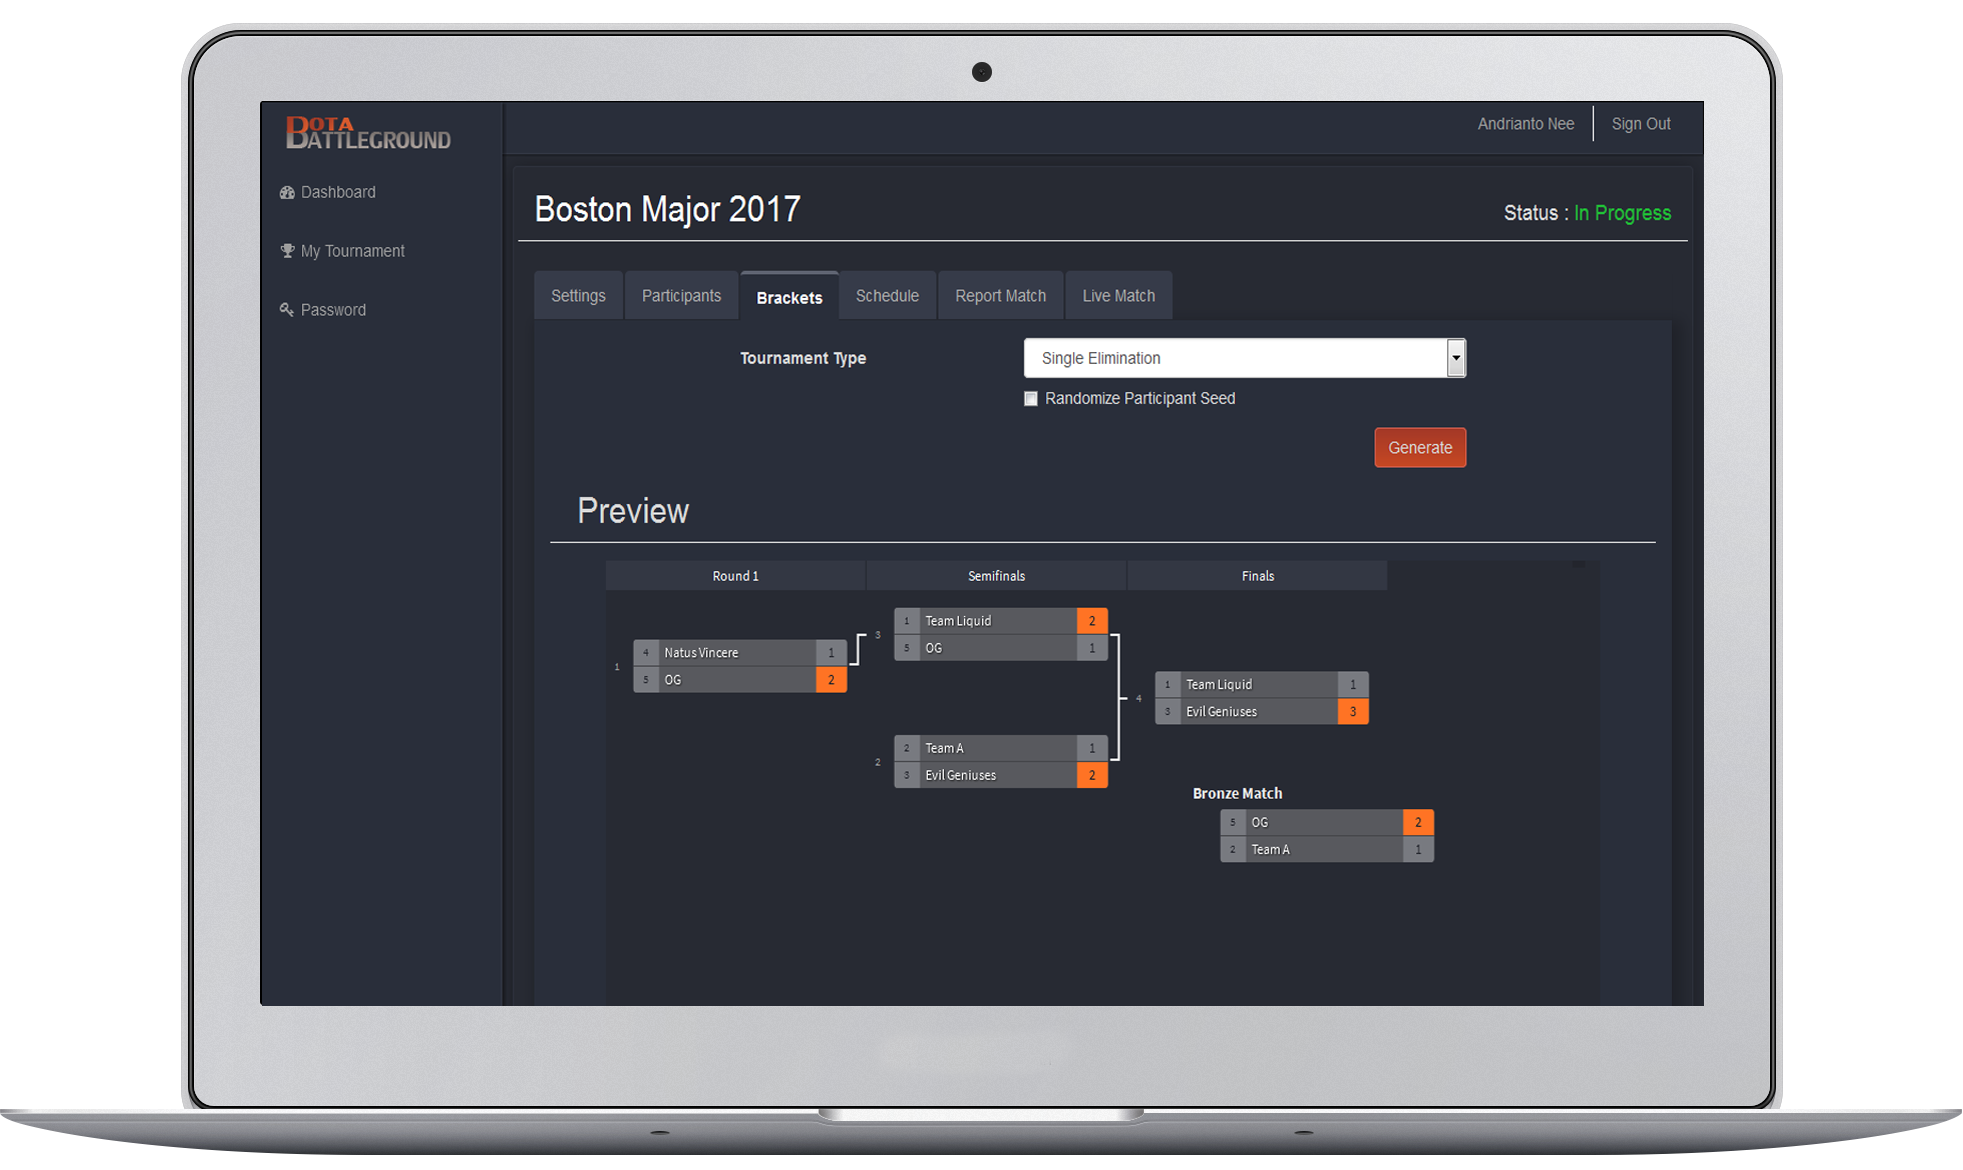 DOTA
BATTLEGROUND
Andrianto Nee
Sign Out
Dashboard
My Tournament
Password
Boston Major 2017
Status : In Progress
Settings
Participants
Brackets
Schedule
Report Match
Live Match
Tournament Type
Single Elimination
Randomize Participant Seed
Generate
Preview
Round 1
Semifinals
Finals
1
4 Natus Vincere 1
5 OG 2
3
1 Team Liquid 2
5 OG 1
2
2 Team A 1
3 Evil Geniuses 2
4
1 Team Liquid 1
3 Evil Geniuses 3
Bronze Match
5 OG 2
2 Team A 1